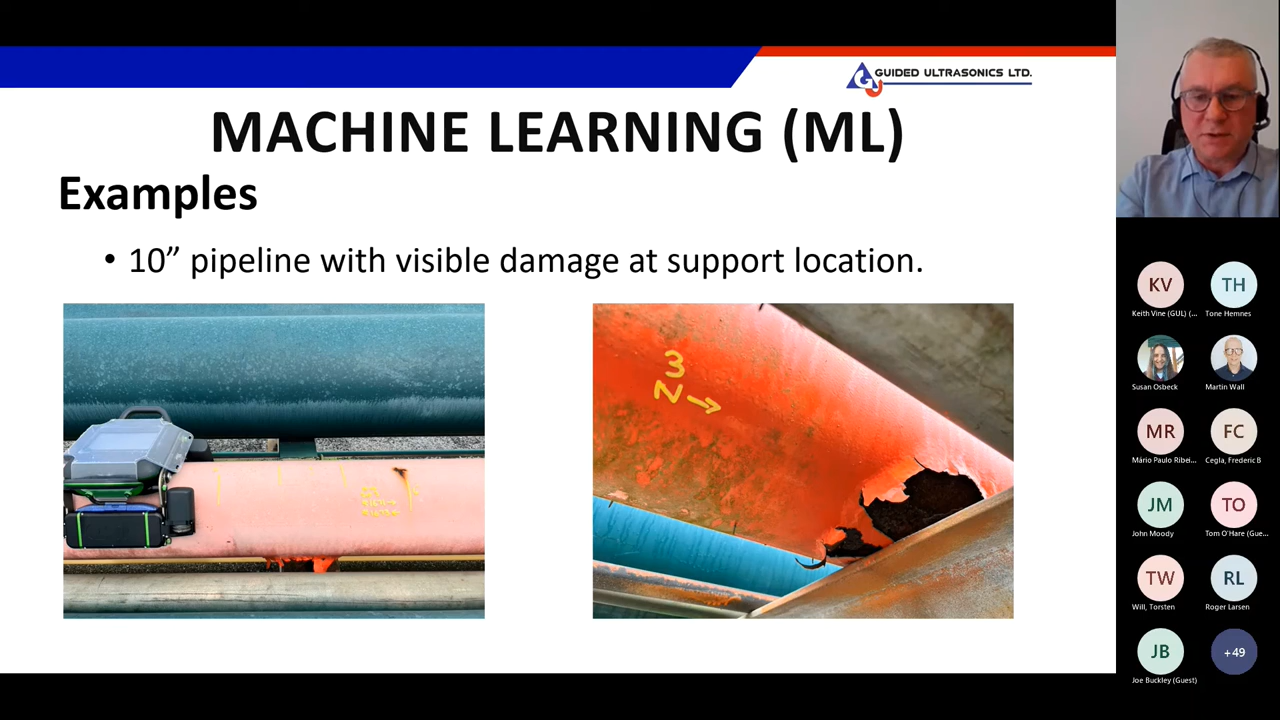 GUIDED ULTRASONICS LTD.
MACHINE LEARNING (ML)
Examples
• 10” pipeline with visible damage at support location.
3
N →
KV
TH
Keith Vine (GUL) (...
Tone Hemnes
Susan Osbeck
Martin Wall
MR
FC
Mário Paulo Ribei...
Cegla, Frederic B
JM
TO
John Moody
Tom O'Hare (Gue...
TW
RL
Will, Torsten
Roger Larsen
JB
+49
Joe Buckley (Guest)